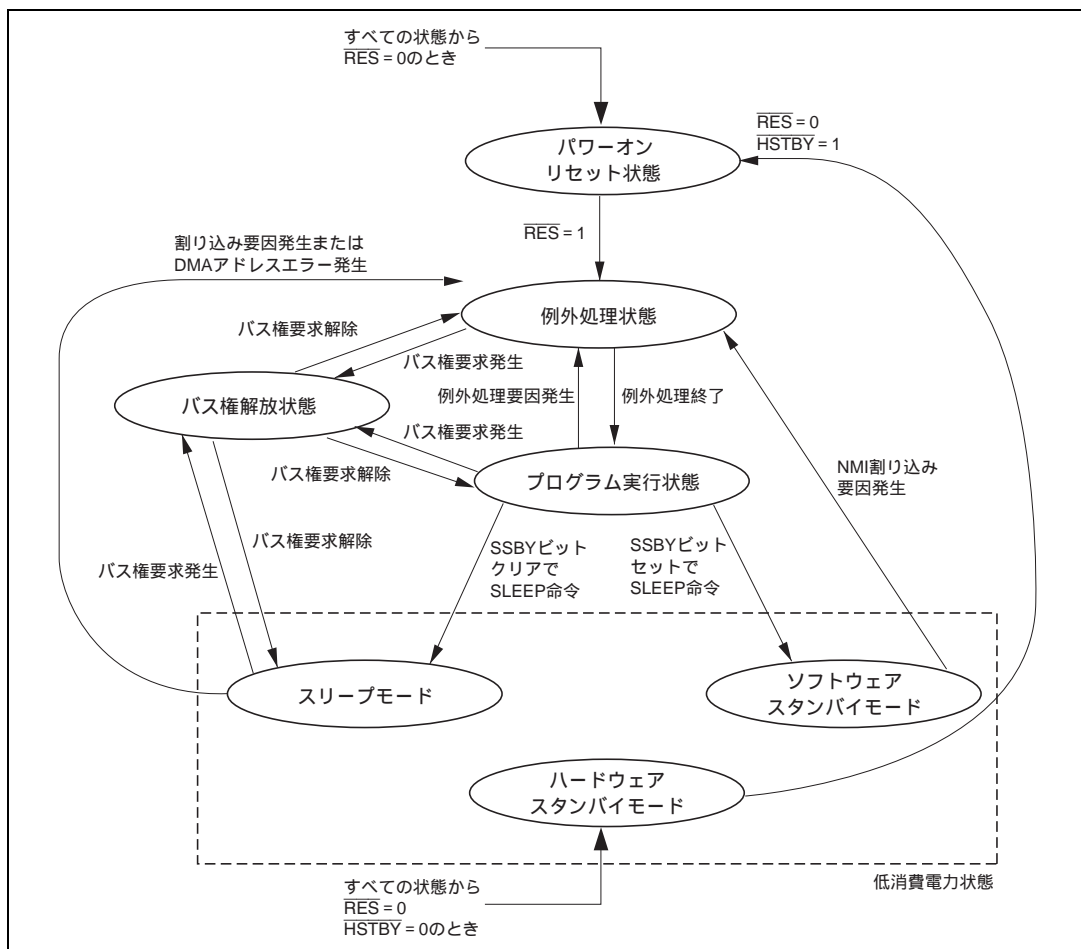 すべての状態から
RES = 0のとき
RES = 0
HSTBY = 1
パワーオン
リセット状態
RES = 1
割り込み要因発生または
DMAアドレスエラー発生
例外処理状態
バス権要求解除
バス権要求発生
例外処理要因発生
例外処理終了
バス権解放状態
バス権要求発生
バス権要求解除
プログラム実行状態
NMI割り込み
要因発生
バス権要求解除
バス権要求発生
SSBYビット
クリアで
SLEEP命令
SSBYビット
セットで
SLEEP命令
スリープモード
ソフトウェア
スタンバイモード
ハードウェア
スタンバイモード
低消費電力状態
すべての状態から
RES = 0
HSTBY = 0のとき